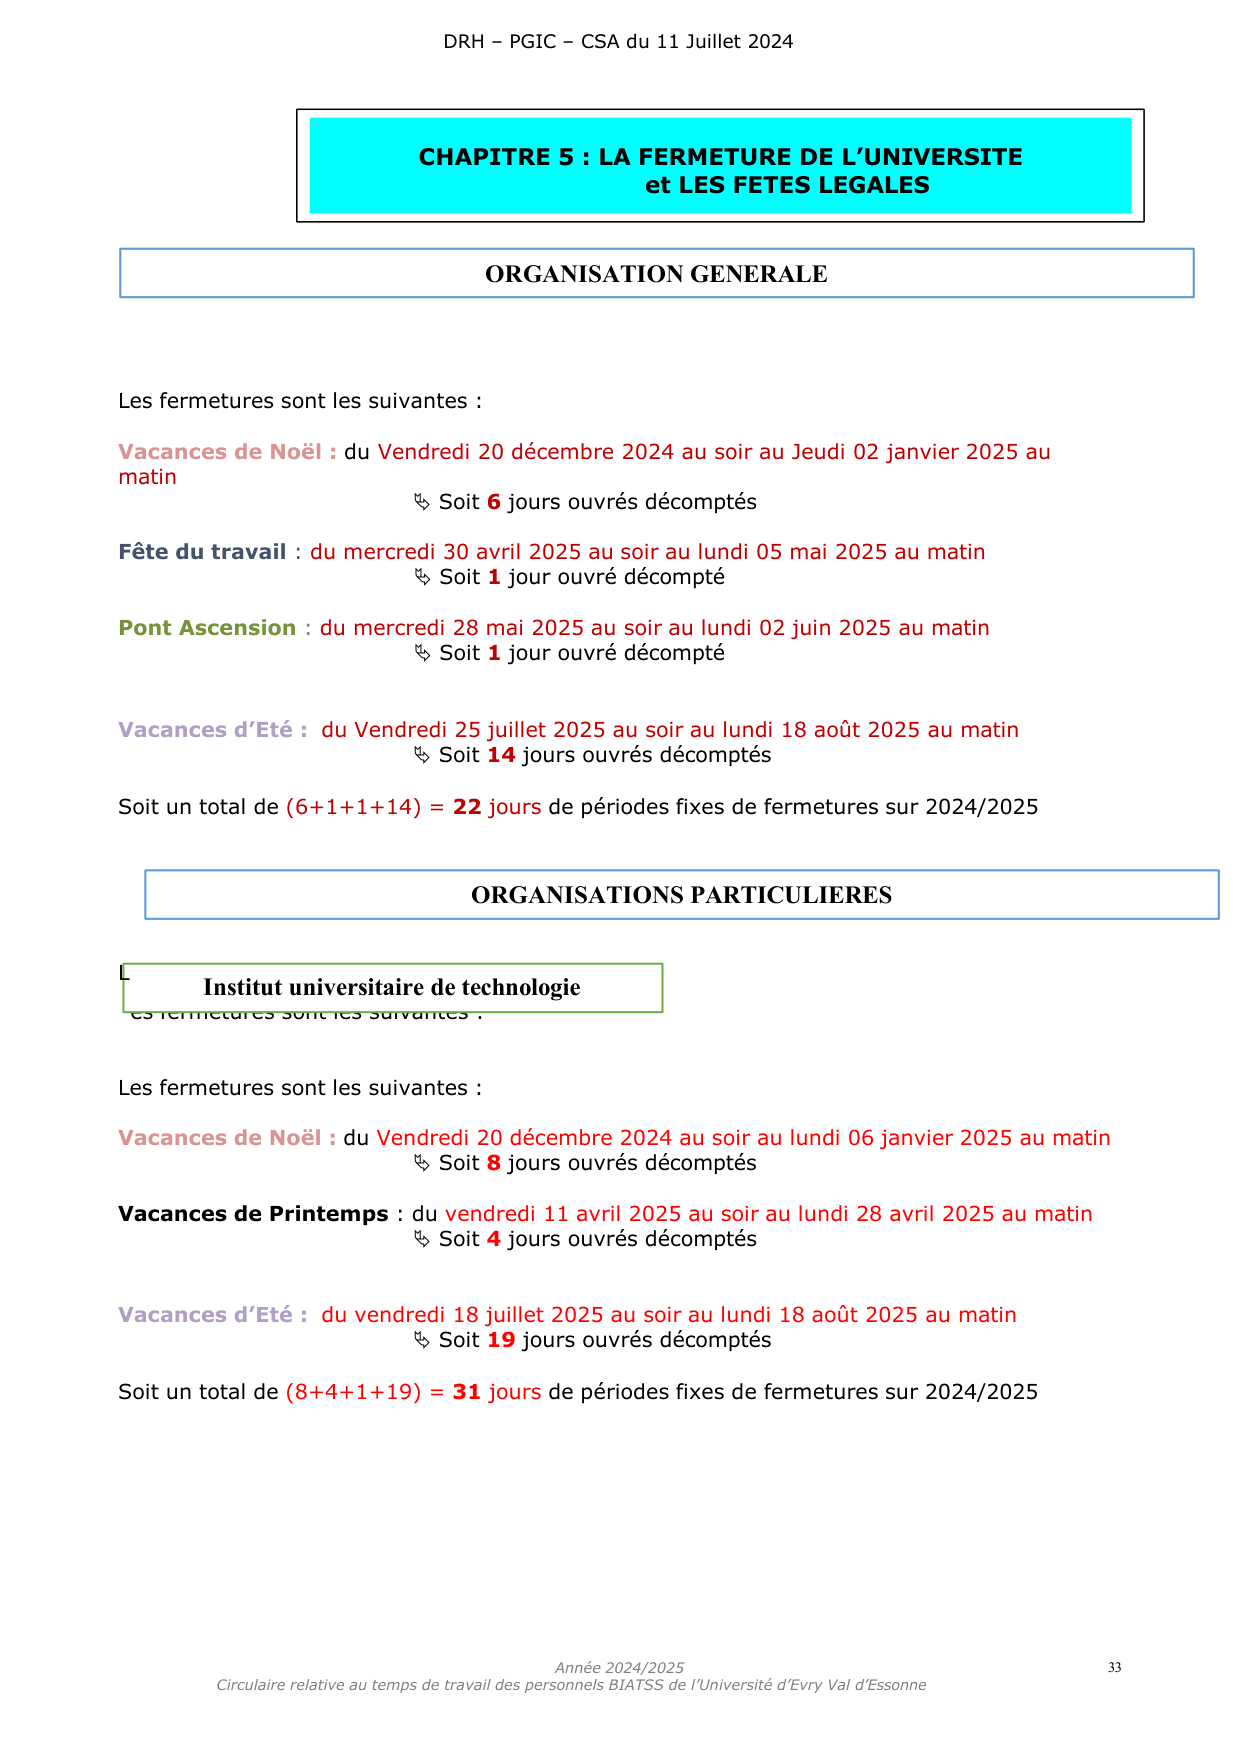 DRH – PGIC – CSA du 11 Juillet 2024
CHAPITRE 5 : LA FERMETURE DE L’UNIVERSITE
et LES FETES LEGALES
ORGANISATION GENERALE
Les fermetures sont les suivantes :
Vacances de Noël : du Vendredi 20 décembre 2024 au soir au Jeudi 02 janvier 2025 au
matin
⮱ Soit 6 jours ouvrés décomptés
Fête du travail : du mercredi 30 avril 2025 au soir au lundi 05 mai 2025 au matin
⮱ Soit 1 jour ouvré décompté
Pont Ascension : du mercredi 28 mai 2025 au soir au lundi 02 juin 2025 au matin
⮱ Soit 1 jour ouvré décompté
Vacances d’Eté : du Vendredi 25 juillet 2025 au soir au lundi 18 août 2025 au matin
⮱ Soit 14 jours ouvrés décomptés
Soit un total de (6+1+1+14) = 22 jours de périodes fixes de fermetures sur 2024/2025
ORGANISATIONS PARTICULIERES
L
Institut universitaire de technologie
es fermetures sont les suivantes :
Les fermetures sont les suivantes :
Vacances de Noël : du Vendredi 20 décembre 2024 au soir au lundi 06 janvier 2025 au matin
⮱ Soit 8 jours ouvrés décomptés
Vacances de Printemps : du vendredi 11 avril 2025 au soir au lundi 28 avril 2025 au matin
⮱ Soit 4 jours ouvrés décomptés
Vacances d’Eté : du vendredi 18 juillet 2025 au soir au lundi 18 août 2025 au matin
⮱ Soit 19 jours ouvrés décomptés
Soit un total de (8+4+1+19) = 31 jours de périodes fixes de fermetures sur 2024/2025
Année 2024/2025
33
Circulaire relative au temps de travail des personnels BIATSS de l’Université d’Evry Val d’Essonne